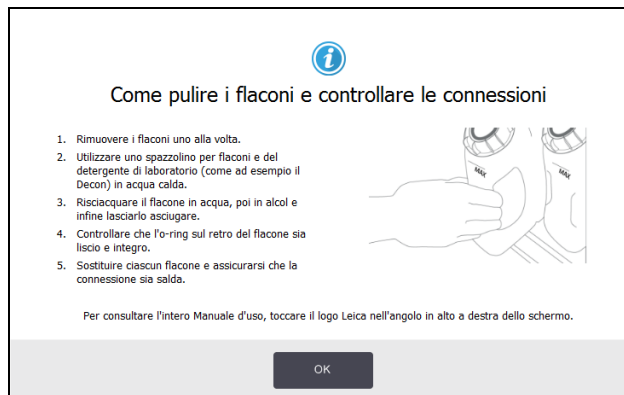 Come pulire i flaconi e controllare le connessioni
1. Rimuovere i flaconi uno alla volta.
2. Utilizzare uno spazzolino per flaconi e del
detergente di laboratorio (come ad esempio il
Decon) in acqua calda.
3. Risciacquare il flacone in acqua, poi in alcol e
infine lasciarlo asciugare.
4. Controllare che l'o-ring sul retro del flacone sia
liscio e integro.
5. Sostituire ciascun flacone e assicurarsi che la
connessione sia salda.
MAX
MAX
Per consultare l'intero Manuale d'uso, toccare il logo Leica nell'angolo in alto a destra dello schermo.
OK